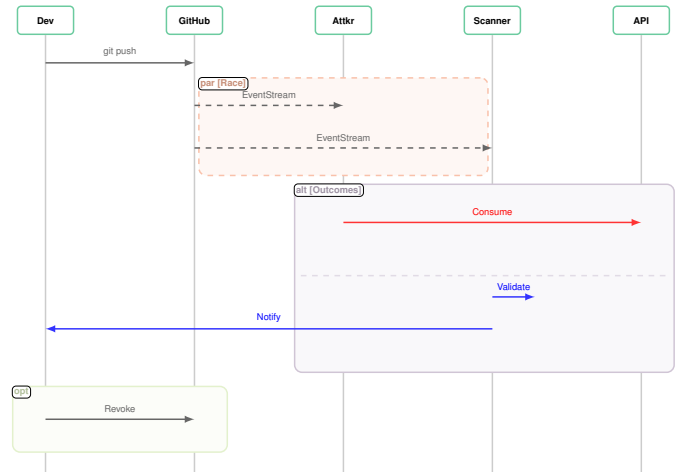 Dev GitHub Attkr Scanner API
git push
par [Race]
EventStream
EventStream
alt [Outcomes]
Consume
Validate
Notify
opt
Revoke